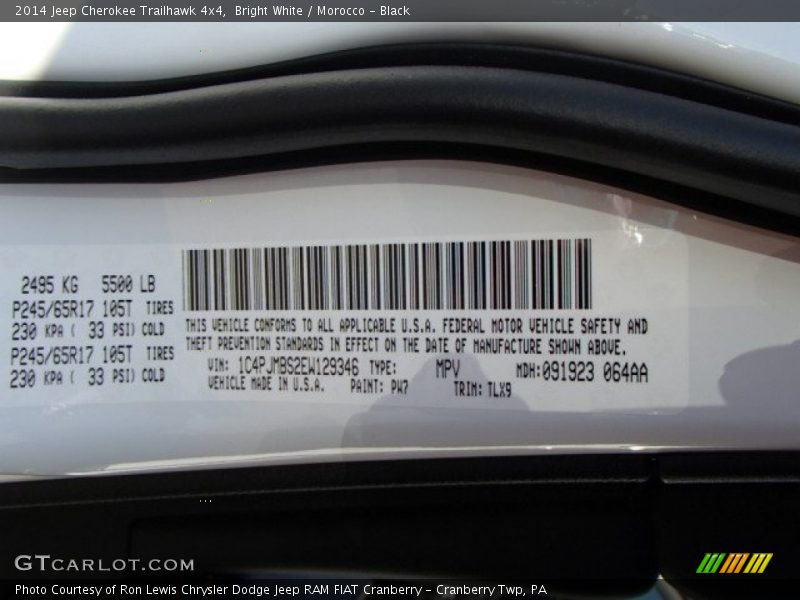 2014 Jeep Cherokee Trailhawk 4x4,  Bright White / Morocco - Black
2495 KG 5500 LB
P245/65R17 105T TIRES
230 KPA ( 33 PSI) COLD
P245/65R17 105T TIRES
230 KPA ( 33 PSI) COLD
THIS VEHICLE CONFORMS TO ALL APPLICABLE U.S.A. FEDERAL MOTOR VEHICLE SAFETY AND
THEFT PREVENTION STANDARDS IN EFFECT ON THE DATE OF MANUFACTURE SHOWN ABOVE.
VIN: 1C4PJMBS2EW129346 TYPE: MPV MDH: 091923 064AA
VEHICLE MADE IN U.S.A. PAINT: PW7 TRIM: TLX9
GTCARLOT.COM
Photo Courtesy of Ron Lewis Chrysler Dodge Jeep RAM FIAT Cranberry - Cranberry Twp, PA